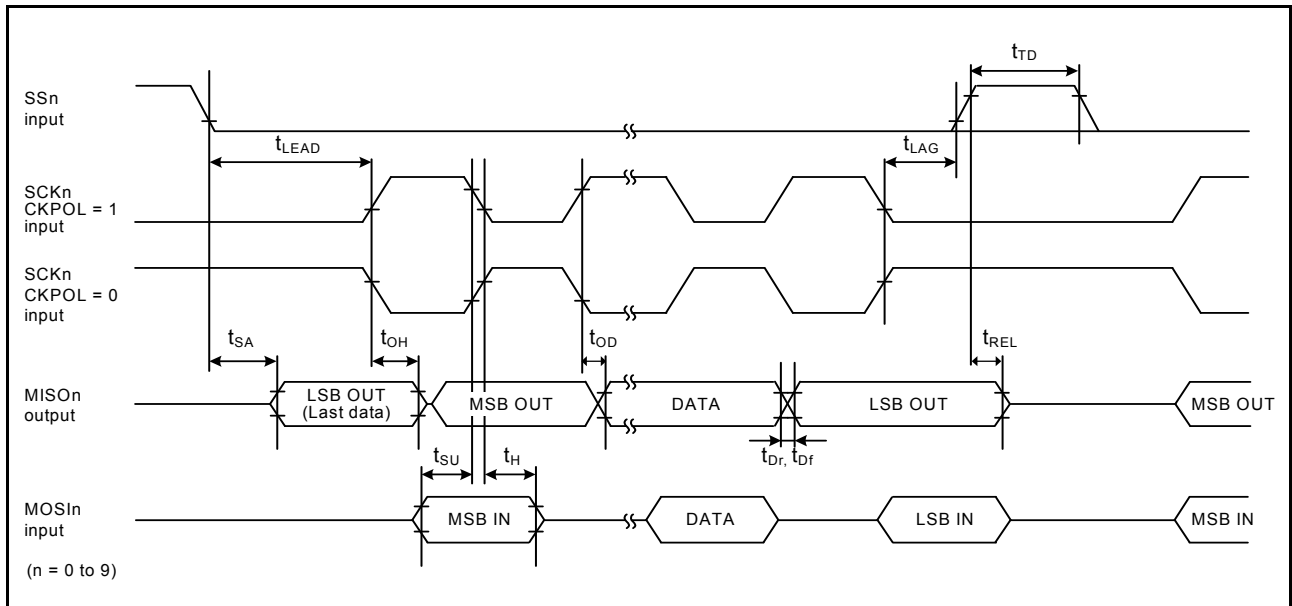 tTD
SSn
input
tLEAD
tLAG
SCKn
CKPOL = 1
input
SCKn
CKPOL = 0
input
tSA
tOH
tOD
tREL
MISOn
output
LSB OUT
(Last data)
MSB OUT
DATA
LSB OUT
MSB OUT
tDr, tDf
tSU
tH
MOSIn
input
MSB IN
DATA
LSB IN
MSB IN
(n = 0 to 9)